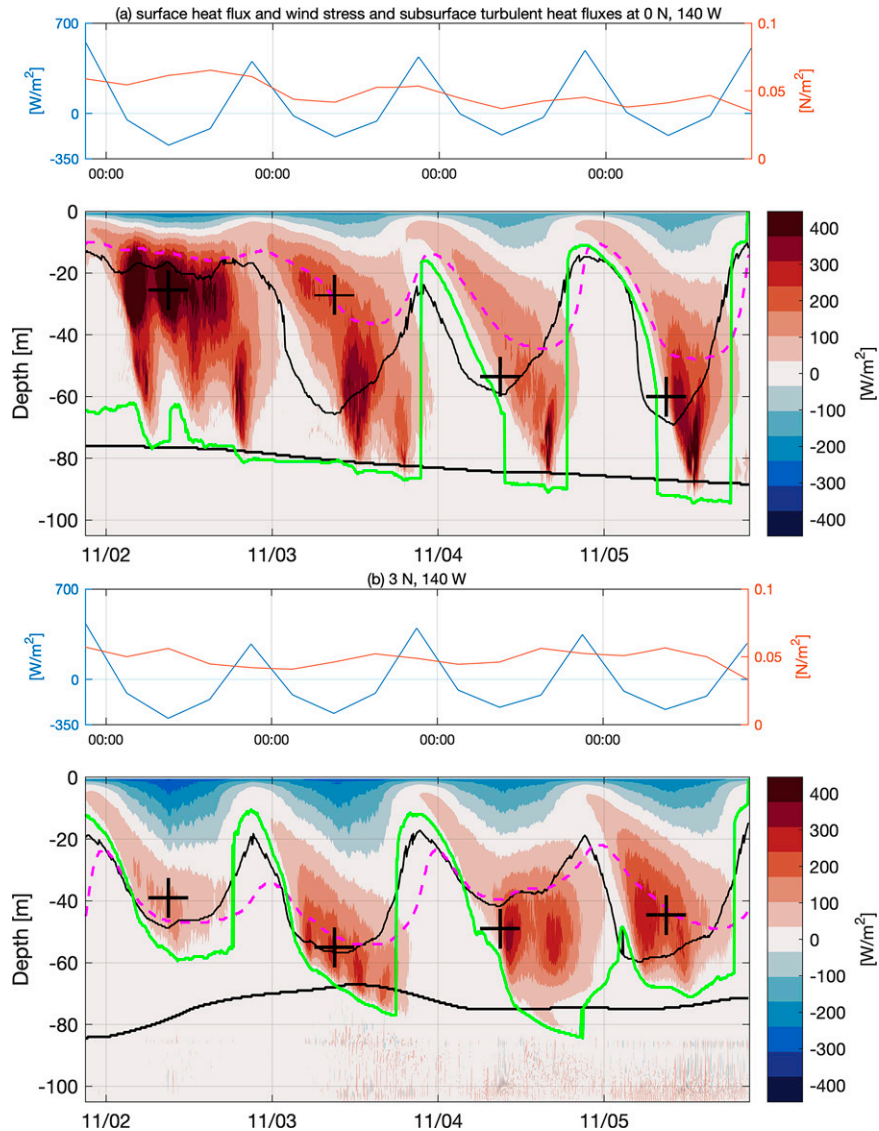 (a) surface heat flux and wind stress and subsurface turbulent heat fluxes at 0 N, 140 W
700 0.1
[W/m²] [N/m²]
0 0.05
-350 0
00:00 00:00 00:00 00:00
0 400
-20 300
200
-40 100
Depth [m] 0 [W/m²]
-60 -100
-80 -200
-300
-100 -400
11/02 11/03 11/04 11/05
(b) 3 N, 140 W
700 0.1
[W/m²] [N/m²]
0 0.05
-350 0
00:00 00:00 00:00 00:00
0 400
-20 300
200
-40 100
Depth [m] 0 [W/m²]
-60 -100
-80 -200
-300
-100 -400
11/02 11/03 11/04 11/05